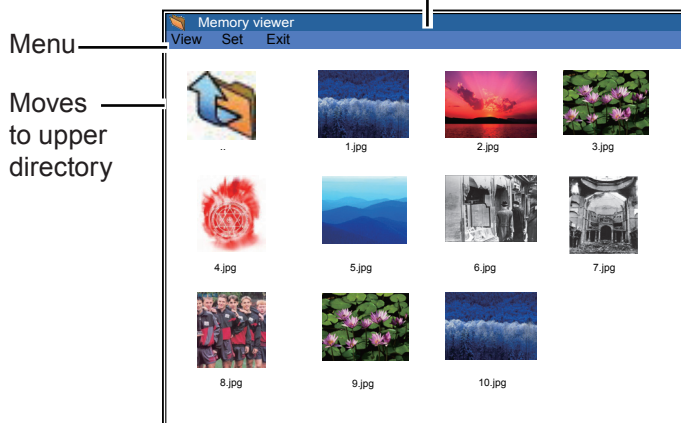 Memory viewer
Menu
View Set Exit
Moves
to upper
directory
..
1.jpg
2.jpg
3.jpg
4.jpg
5.jpg
6.jpg
7.jpg
8.jpg
9.jpg
10.jpg